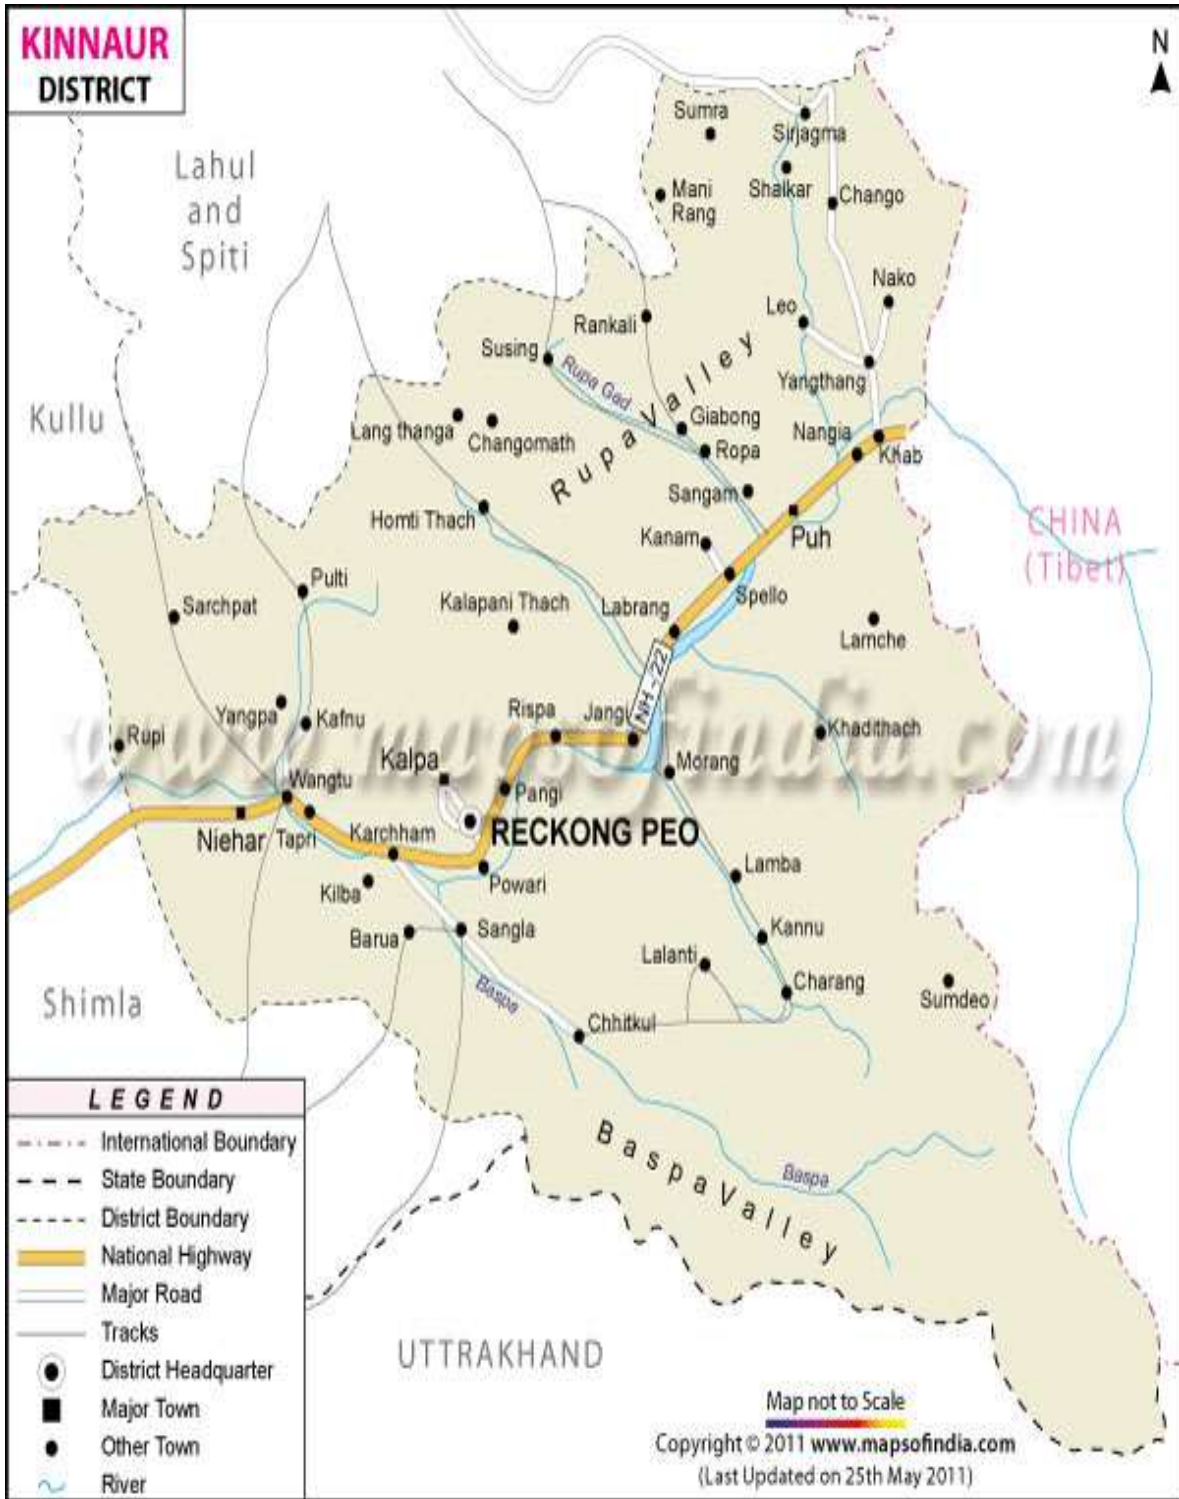 KINNAUR
DISTRICT
N
Lahul
and
Spiti
Sumra
Sirjagma
Mani
Rang
Shalkar
Chango
Nako
Leo
Rankali
Susing
Rupa Gad
Rupa Valley
Yangthang
Kullu
Lang thanga
Changomath
Giabong
Nangia
Ropa
Khab
Homti Thach
Sangam
Kanam
Puh
CHINA
(Tibet)
Pulti
Sarchpat
Kalapani Thach
Labrang
Spello
Lamche
NH - 22
Yangpa
Kafnu
Rispa
Jangi
Khadithach
www.mapsofindia.com
Rupi
Wangtu
Kalpa
Morang
Pangi
Niehar
Tapri
Karchham
RECKONG PEO
Kilba
Powari
Lamba
Barua
Sangla
Kannu
Lalanti
Charang
Sumdeo
Shimla
Baspa
Chhitkul
Baspa Valley
Baspa
UTTRAKHAND
LEGEND
International Boundary
State Boundary
District Boundary
National Highway
Major Road
Tracks
District Headquarter
Major Town
Other Town
River
Map not to Scale
Copyright © 2011 www.mapsofindia.com
(Last Updated on 25th May 2011)